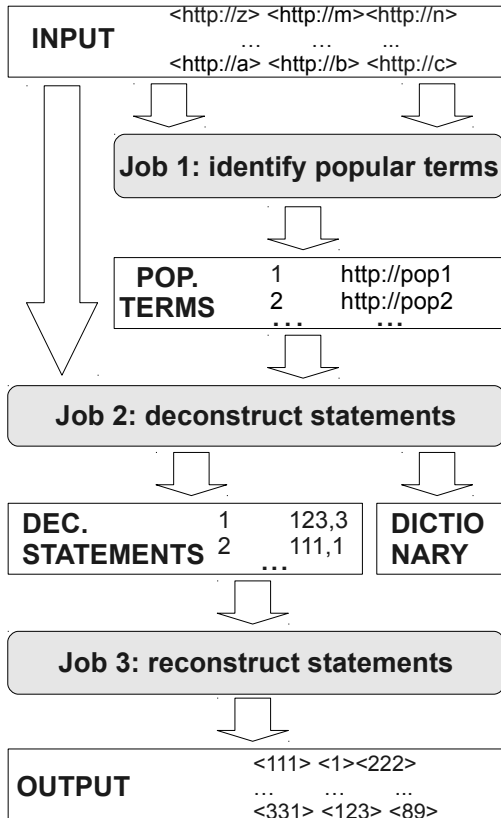 INPUT
<http://z> <http://m><http://n>
... ... ...
<http://a> <http://b> <http://c>
Job 1: identify popular terms
POP.
TERMS
1 http://pop1
2 http://pop2
... ...
Job 2: deconstruct statements
DEC.
STATEMENTS
1 123,3
2 111,1
...
DICTIO
NARY
Job 3: reconstruct statements
OUTPUT
<111> <1><222>
... ... ...
<331> <123> <89>